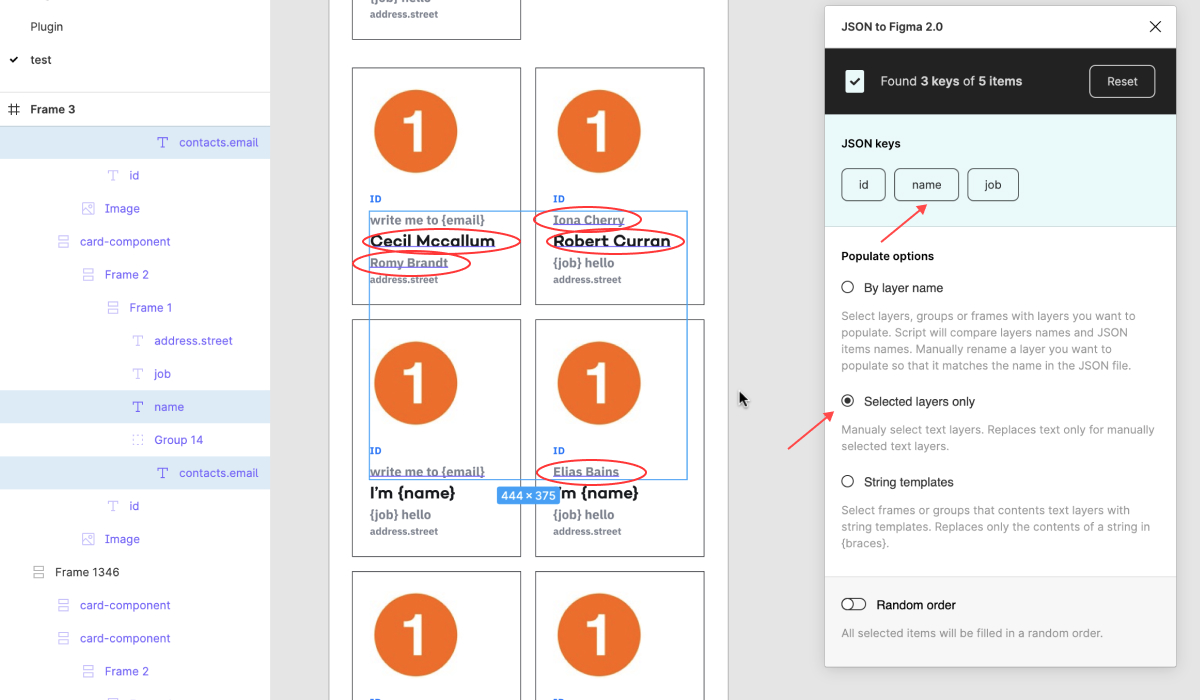 Plugin
test
Frame 3
contacts.email
id
Image
card-component
Frame 2
Frame 1
address.street
job
name
Group 14
contacts.email
id
Image
Frame 1346
card-component
card-component
Frame 2
{job} hello
address.street
1
ID
write me to {email}
Cecil Mccallum
Romy Brandt
address.street
1
ID
Iona Cherry
Robert Curran
{job} hello
address.street
1
ID
write me to {email}
I'm {name}
{job} hello
address.street
1
ID
Elias Bains
I'm {name}
{job} hello
address.street
444 × 375
1
1
JSON to Figma 2.0
Found 3 keys of 5 items
Reset
JSON keys
id
name
job
Populate options
By layer name
Select layers, groups or frames with layers you want to
populate. Script will compare layers names and JSON
items names. Manually rename a layer you want to
populate so that it matches the name in the JSON file.
Selected layers only
Manualy select text layers. Replaces text only for manually
selected text layers.
String templates
Select frames or groups that contents text layers with
string templates. Replaces only the contents of a string in
{braces}.
Random order
All selected items will be filled in a random order.